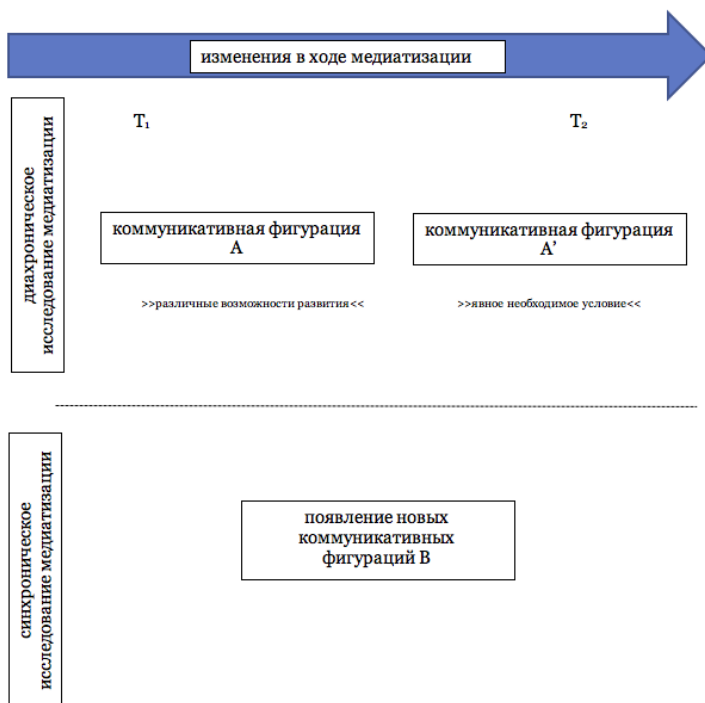 изменения в ходе медиатизации
T₁
T₂
диахроническое
исследование медиатизации
коммуникативная фигурация
A
коммуникативная фигурация
A’
>>различные возможности развития<<
>>явное необходимое условие<<
синхроническое
исследование медиатизации
появление новых
коммуникативных
фигураций B